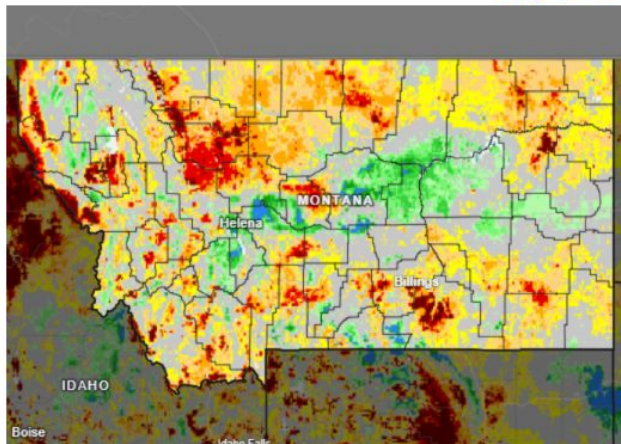 MONTANA
Helena
Billings
IDAHO
Boise
Idaho Falls